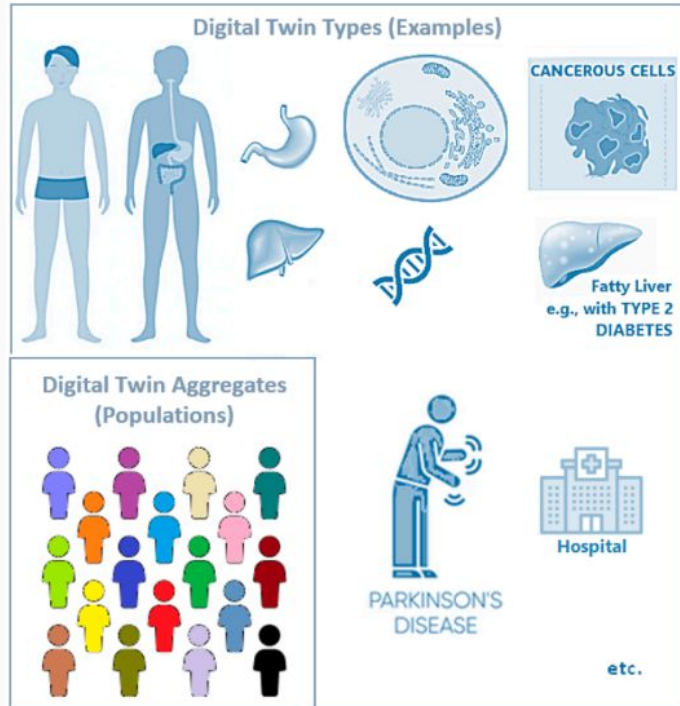 Digital Twin Types (Examples)
CANCEROUS CELLS
Fatty Liver
e.g., with TYPE 2
DIABETES
Digital Twin Aggregates
(Populations)
PARKINSON'S
DISEASE
Hospital
etc.